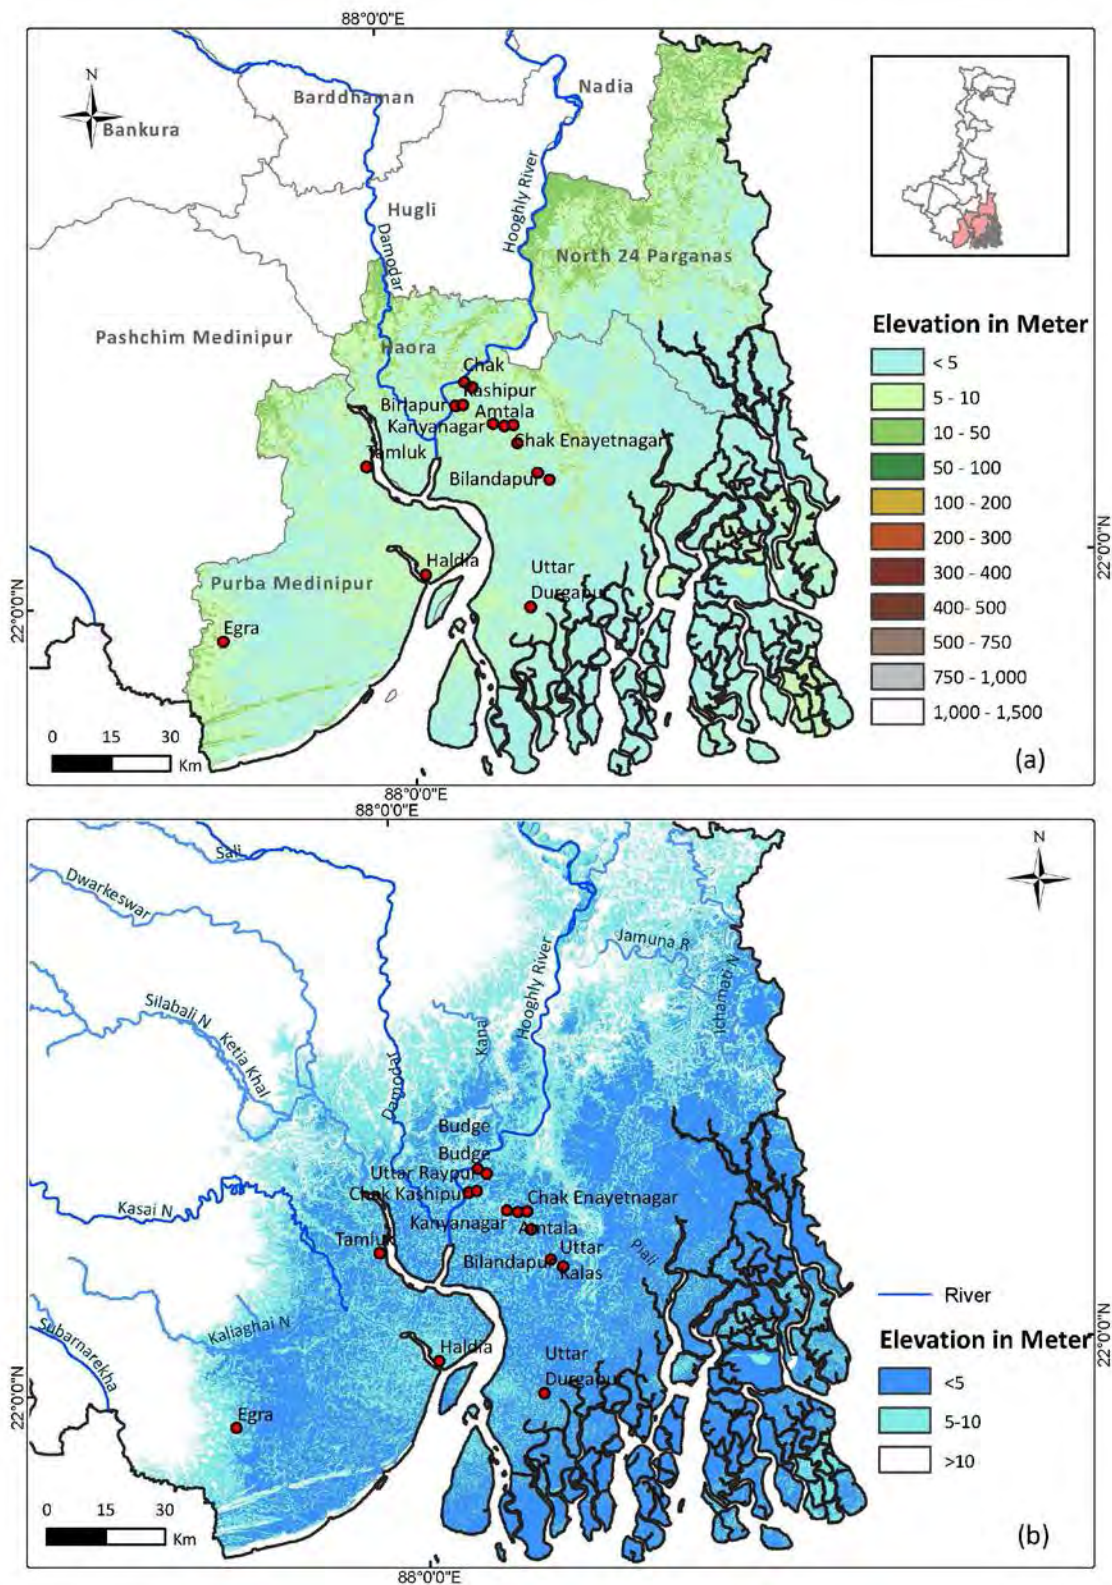 88°0'0"E
N
Bankura
Barddhaman
Nadia
Hugli
Hooghly River
Damodar
North 24 Parganas
Pashchim Medinipur
Haora
Chak
Kashipur
Birlapur
Amtala
Kanyanagar
Chak Enayetnagar
Tamluk
Bilandapur
Haldia
Uttar
Durgapur
Purba Medinipur
Egra
22°0'0"N
22°0'0"N
Elevation in Meter
< 5
5 - 10
10 - 50
50 - 100
100 - 200
200 - 300
300 - 400
400- 500
500 - 750
750 - 1,000
1,000 - 1,500
0 15 30
Km
(a)
88°0'0"E
88°0'0"E
N
Sali
Dwarkeswar
Silabali N
Ketia Khal
Jamuna R
Ichamati N
Hooghly River
Kana
Damodar
Budge
Budge
Uttar Raypur
Chak Kashipur
Chak Enayetnagar
Kanyanagar
Amtala
Kasai N
Tamluk
Bilandapur
Uttar
Kalas
Piali
Kaliaghai N
Subarnarekha
Haldia
Uttar
Durgapur
Egra
22°0'0"N
22°0'0"N
River
Elevation in Meter
<5
5-10
>10
0 15 30
Km
(b)
88°0'0"E